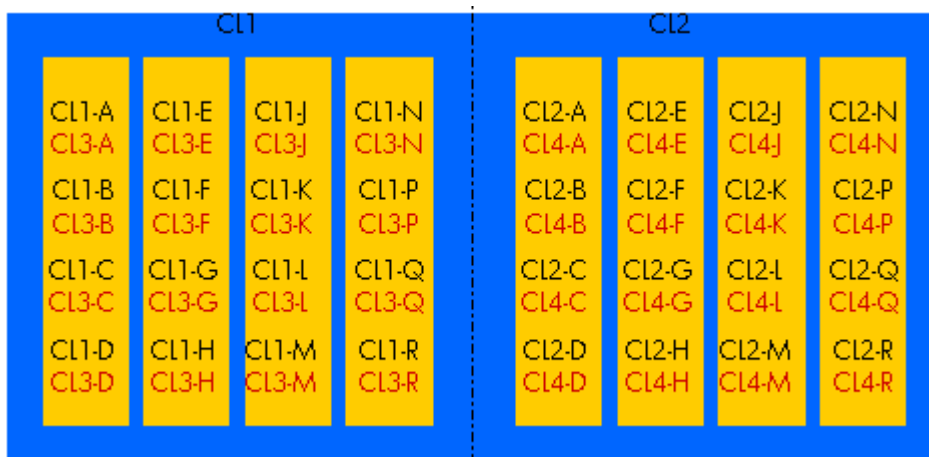 CL1 CL2
CL1-A CL1-E CL1-J CL1-N CL2-A CL2-E CL2-J CL2-N
CL3-A CL3-E CL3-J CL3-N CL4-A CL4-E CL4-J CL4-N
CL1-B CL1-F CL1-K CL1-P CL2-B CL2-F CL2-K CL2-P
CL3-B CL3-F CL3-K CL3-P CL4-B CL4-F CL4-K CL4-P
CL1-C CL1-G CL1-L CL1-Q CL2-C CL2-G CL2-L CL2-Q
CL3-C CL3-G CL3-L CL3-Q CL4-C CL4-G CL4-L CL4-Q
CL1-D CL1-H CL1-M CL1-R CL2-D CL2-H CL2-M CL2-R
CL3-D CL3-H CL3-M CL3-R CL4-D CL4-H CL4-M CL4-R